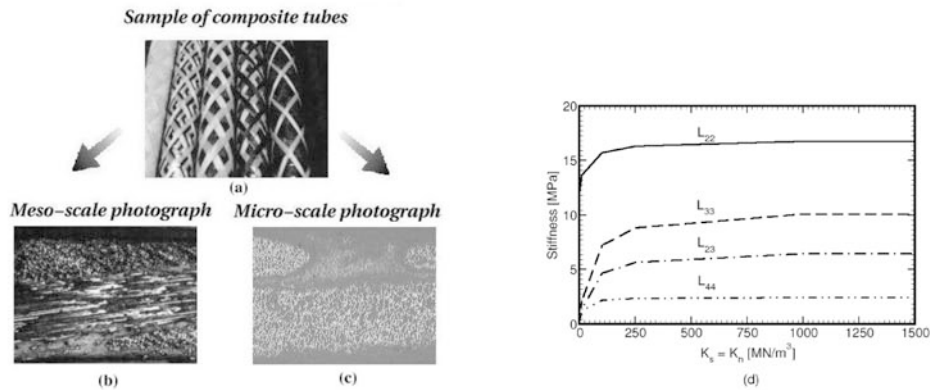 Sample of composite tubes
(a)
Meso–scale photograph
Micro–scale photograph
(b)
(c)
Stiffness [MPa]
20
15
10
5
0
L22
L33
L23
L44
0 250 500 750 1000 1250 1500
Ks = Kn [MN/m³]
(d)